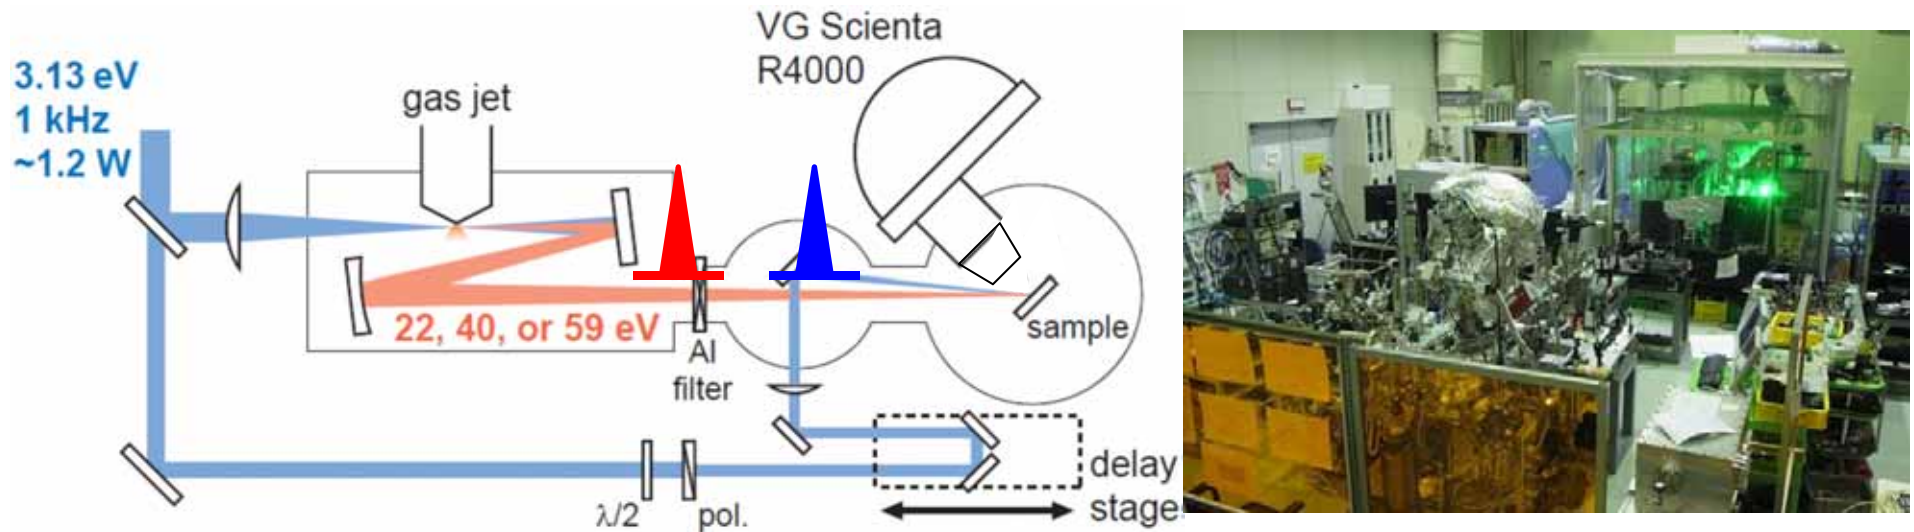 3.13 eV
1 kHz
~1.2 W
gas jet
VG Scienta
R4000
22, 40, or 59 eV
Al
filter
sample
λ/2
pol.
delay
stage